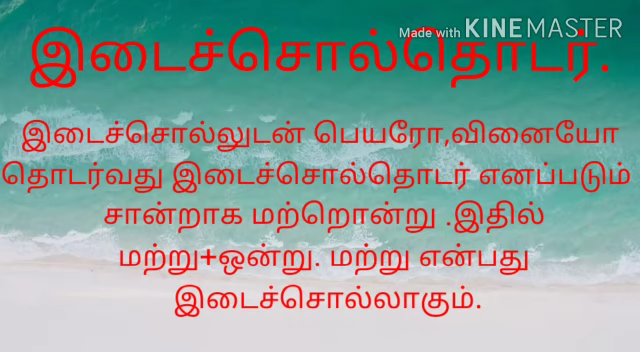 Made with KINEMASTER
இடைச்சொல்தொடர்.
இடைச்சொல்லுடன் பெயரோ,வினையோ
தொடர்வது இடைச்சொல்தொடர் எனப்படும்
சான்றாக மற்றொன்று .இதில்
மற்று+ஒன்று. மற்று என்பது
இடைச்சொல்லாகும்.